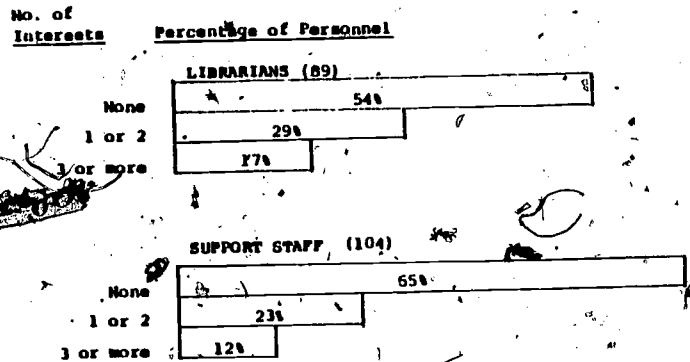 No. of
Interests Percentage of Personnel
LIBRARIANS (89)
None 54%
1 or 2 29%
3 or more 17%
SUPPORT STAFF (104)
None 65%
1 or 2 23%
3 or more 12%